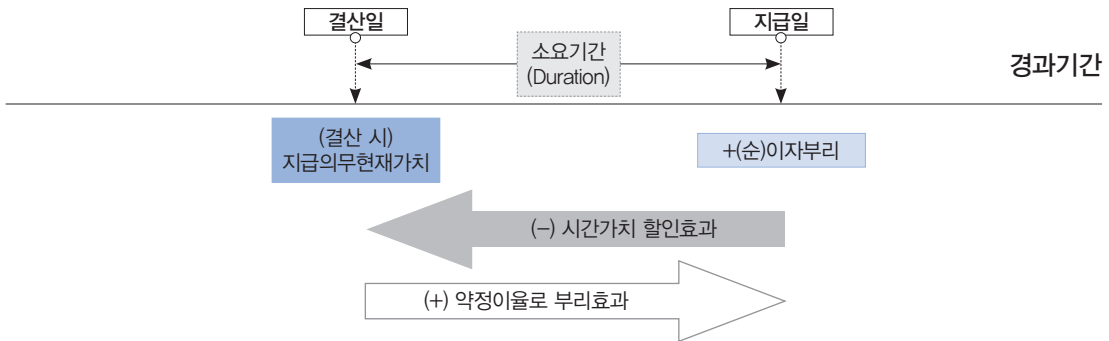 결산일
지급일
소요기간
(Duration)
경과기간
(결산 시)
지급의무현재가치
+(순)이자부리
(−) 시간가치 할인효과
(+) 약정이율로 부리효과